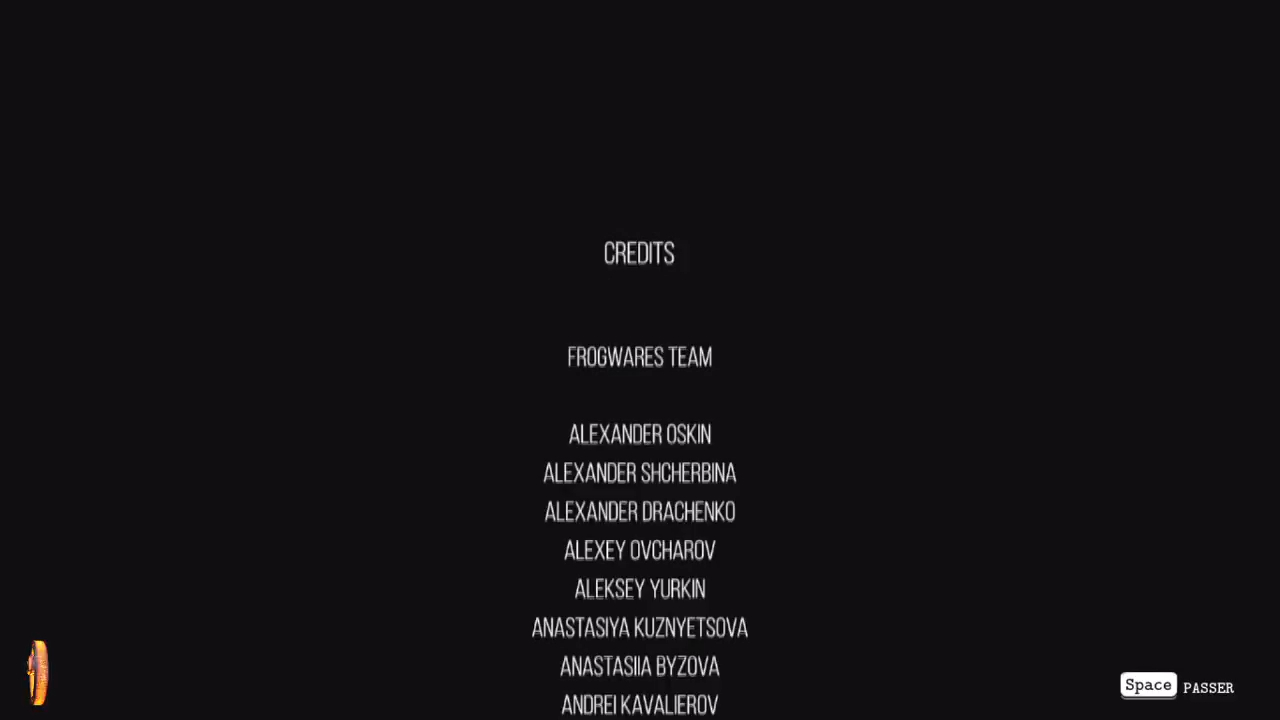 CREDITS
FROGWARES TEAM
ALEXANDER OSKIN
ALEXANDER SHCHERBINA
ALEXANDER DRACHENKO
ALEXEY OVCHAROV
ALEKSEY YURKIN
ANASTASIYA KUZNYETSOVA
ANASTASIIA BYZOVA
ANDREI KAVALIEROV
Space PASSER